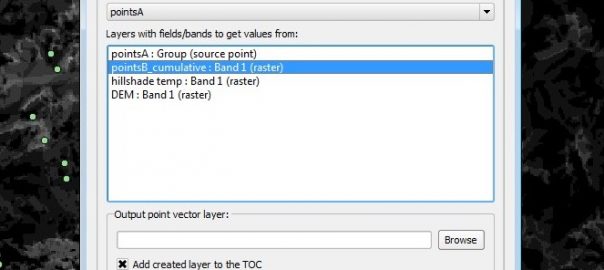 pointsA
Layers with fields/bands to get values from:
pointsA : Group (source point)
pointsB_cumulative : Band 1 (raster)
hillshade temp : Band 1 (raster)
DEM : Band 1 (raster)
Output point vector layer:
Browse
Add created layer to the TOC